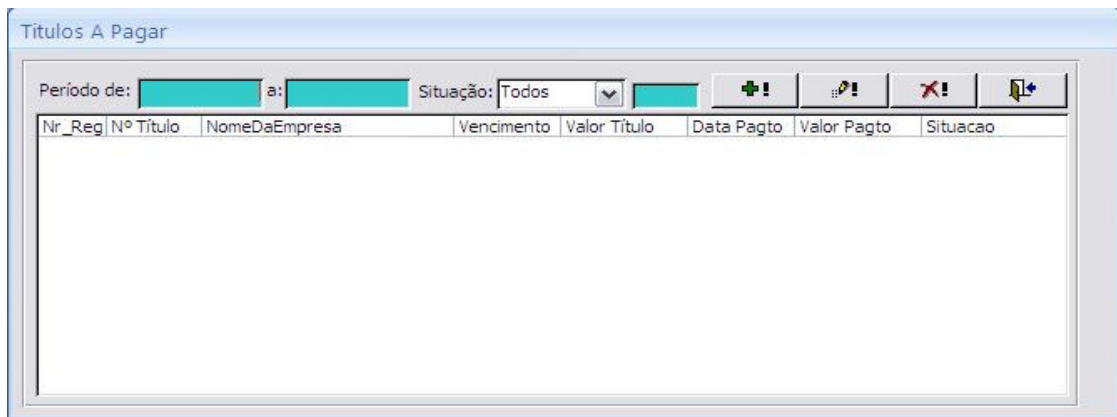 Titulos A Pagar
Período de: a: Situação: Todos
Nr_Reg Nº Título NomeDaEmpresa Vencimento Valor Título Data Pagto Valor Pagto Situacao